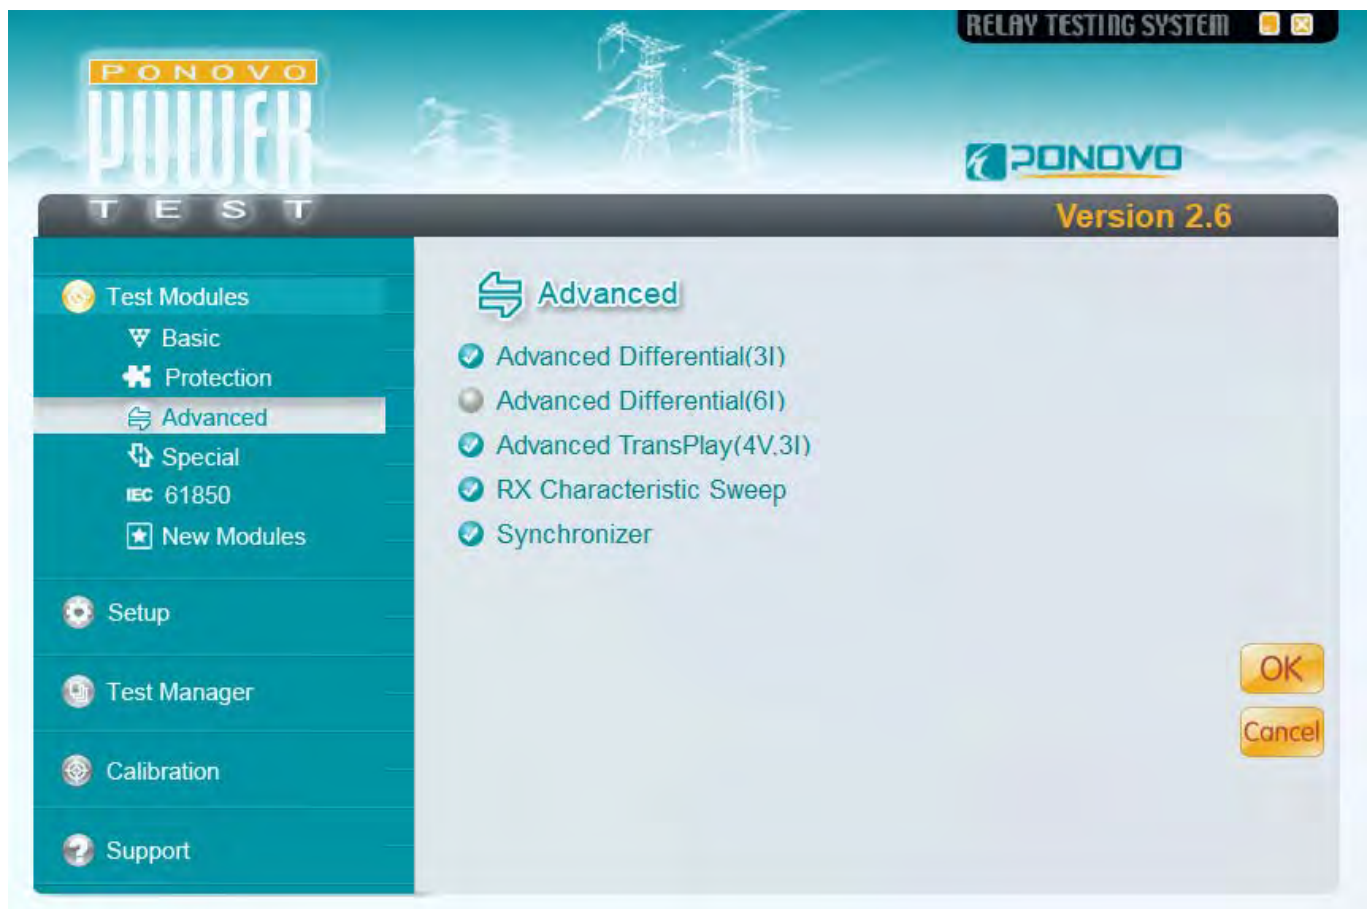 RELAY TESTING SYSTEM
PONOVO
POWER
TEST
PONOVO
Version 2.6
Test Modules
Basic
Protection
Advanced
Special
IEC 61850
New Modules
Setup
Test Manager
Calibration
Support
Advanced
Advanced Differential(3I)
Advanced Differential(6I)
Advanced TransPlay(4V,3I)
RX Characteristic Sweep
Synchronizer
OK
Cancel